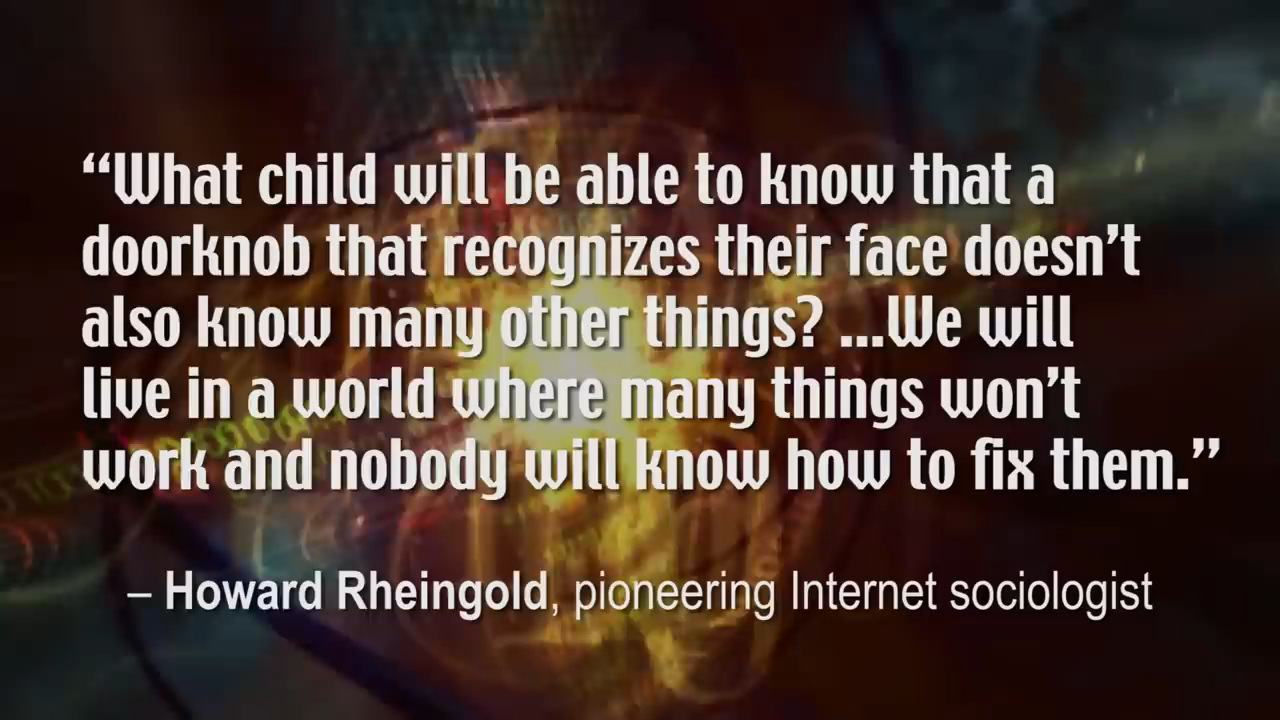 “What child will be able to know that a
doorknob that recognizes their face doesn’t
also know many other things? ...We will
live in a world where many things won’t
work and nobody will know how to fix them.”
– Howard Rheingold, pioneering Internet sociologist